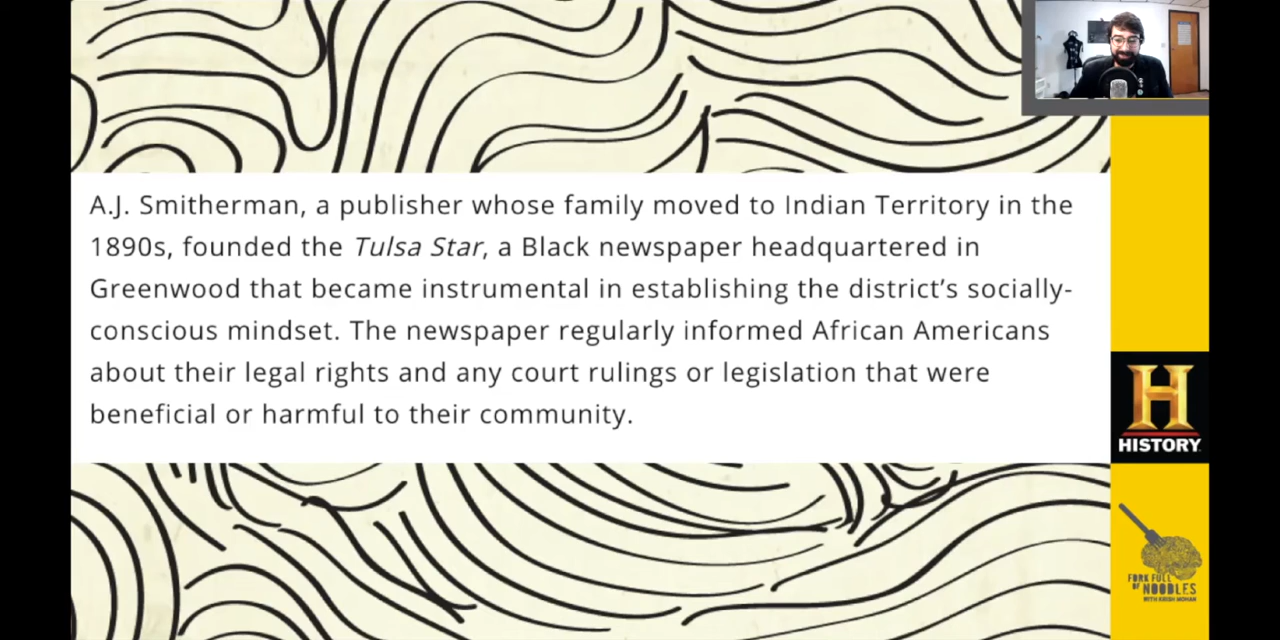 A.J. Smitherman, a publisher whose family moved to Indian Territory in the
1890s, founded the Tulsa Star, a Black newspaper headquartered in
Greenwood that became instrumental in establishing the district’s socially-
conscious mindset. The newspaper regularly informed African Americans
about their legal rights and any court rulings or legislation that were
beneficial or harmful to their community.
H
HISTORY
FORK FULL
OF NOODLES
WITH KRISH MOHAN